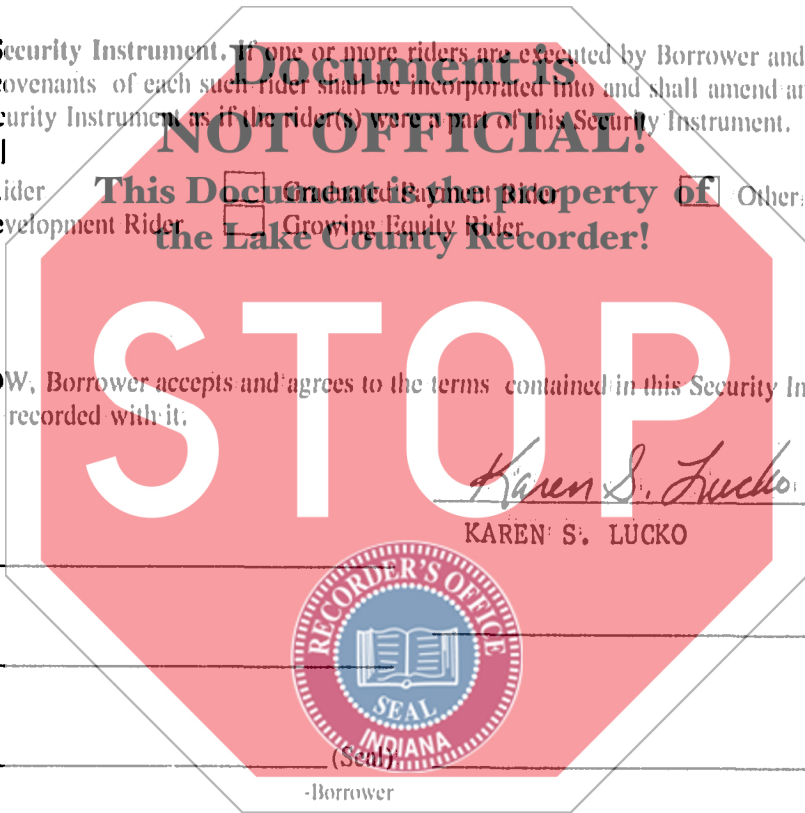 Security Instrument. If one or more riders are executed by Borrower and
Document is
ovenants of each such rider shall be incorporated into and shall amend an
curity Instrument as if the rider(s) were a part of this Security Instrument.
NOT OFFICIAL!
]
ider Graduated Payment Rider Other
This Document is the property of
velopment Rider Growing Equity Rider
the Lake County Recorder!
STOP
OW, Borrower accepts and agrees to the terms contained in this Security In
recorded with it.
Karen S. Lucko
KAREN S. LUCKO
RECORDER'S OFFICE
SEAL
INDIANA
(Seal)
-Borrower